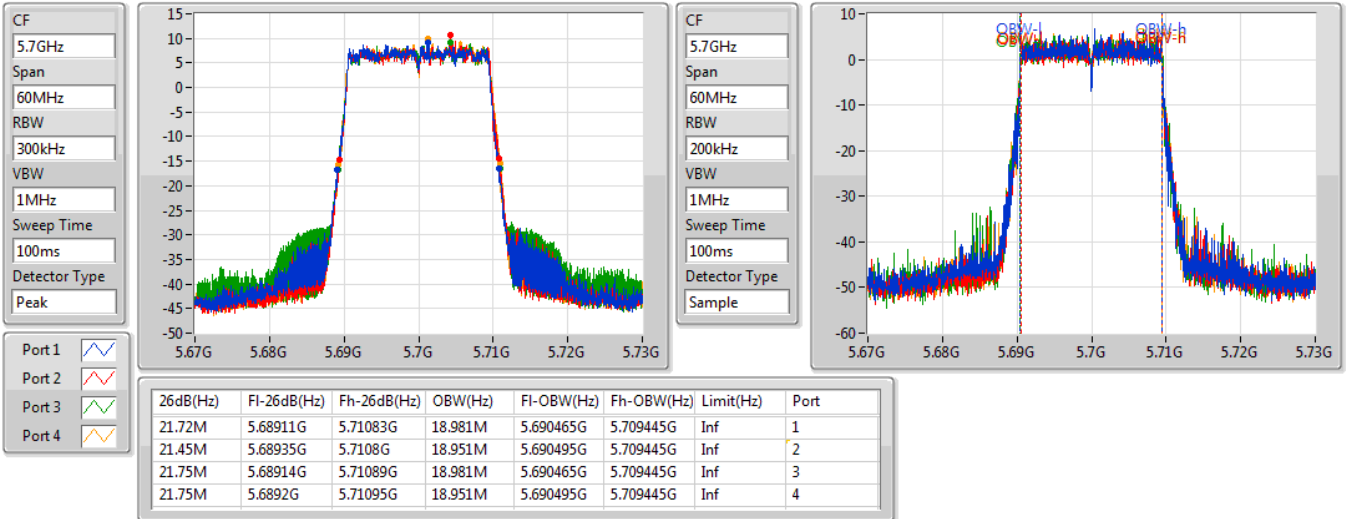 CF
5.7GHz
Span
60MHz
RBW
300kHz
VBW
1MHz
Sweep Time
100ms
Detector Type
Peak
15
10
5
0
-5
-10
-15
-20
-25
-30
-35
-40
-45
-50
5.67G 5.68G 5.69G 5.7G 5.71G 5.72G 5.73G
CF
5.7GHz
Span
60MHz
RBW
200kHz
VBW
1MHz
Sweep Time
100ms
Detector Type
Sample
10
0
-10
-20
-30
-40
-50
-60
OBW-l OBW-h
5.67G 5.68G 5.69G 5.7G 5.71G 5.72G 5.73G
Port 1
Port 2
Port 3
Port 4
26dB(Hz) Fl-26dB(Hz) Fh-26dB(Hz) OBW(Hz) Fl-OBW(Hz) Fh-OBW(Hz) Limit(Hz) Port
21.72M 5.68911G 5.71083G 18.981M 5.690465G 5.709445G Inf 1
21.45M 5.68935G 5.7108G 18.951M 5.690495G 5.709445G Inf 2
21.75M 5.68914G 5.71089G 18.981M 5.690465G 5.709445G Inf 3
21.75M 5.6892G 5.71095G 18.951M 5.690495G 5.709445G Inf 4